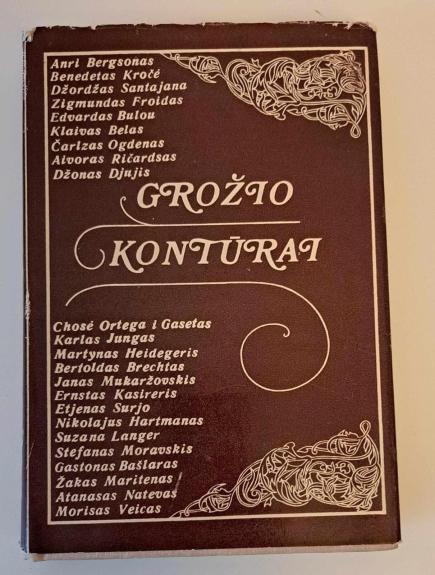 Anri Bergsonas
Benedetas Kročė
Džordžas Santajana
Zigmundas Froidas
Edvardas Bulou
Klaivas Belas
Čarlzas Ogdenas
Aivoras Ričardsas
Džonas Djujis
GROŽIO
KONTŪRAI
Chosė Ortega i Gasetas
Karlas Jungas
Martynas Heidegeris
Bertoldas Brechtas
Janas Mukaržovskis
Ernstas Kasireris
Etjenas Surjo
Nikolajus Hartmanas
Suzana Langer
Stefanas Moravskis
Gastonas Bašlaras
Žakas Maritenas
Atanasas Natevas
Morisas Veicas